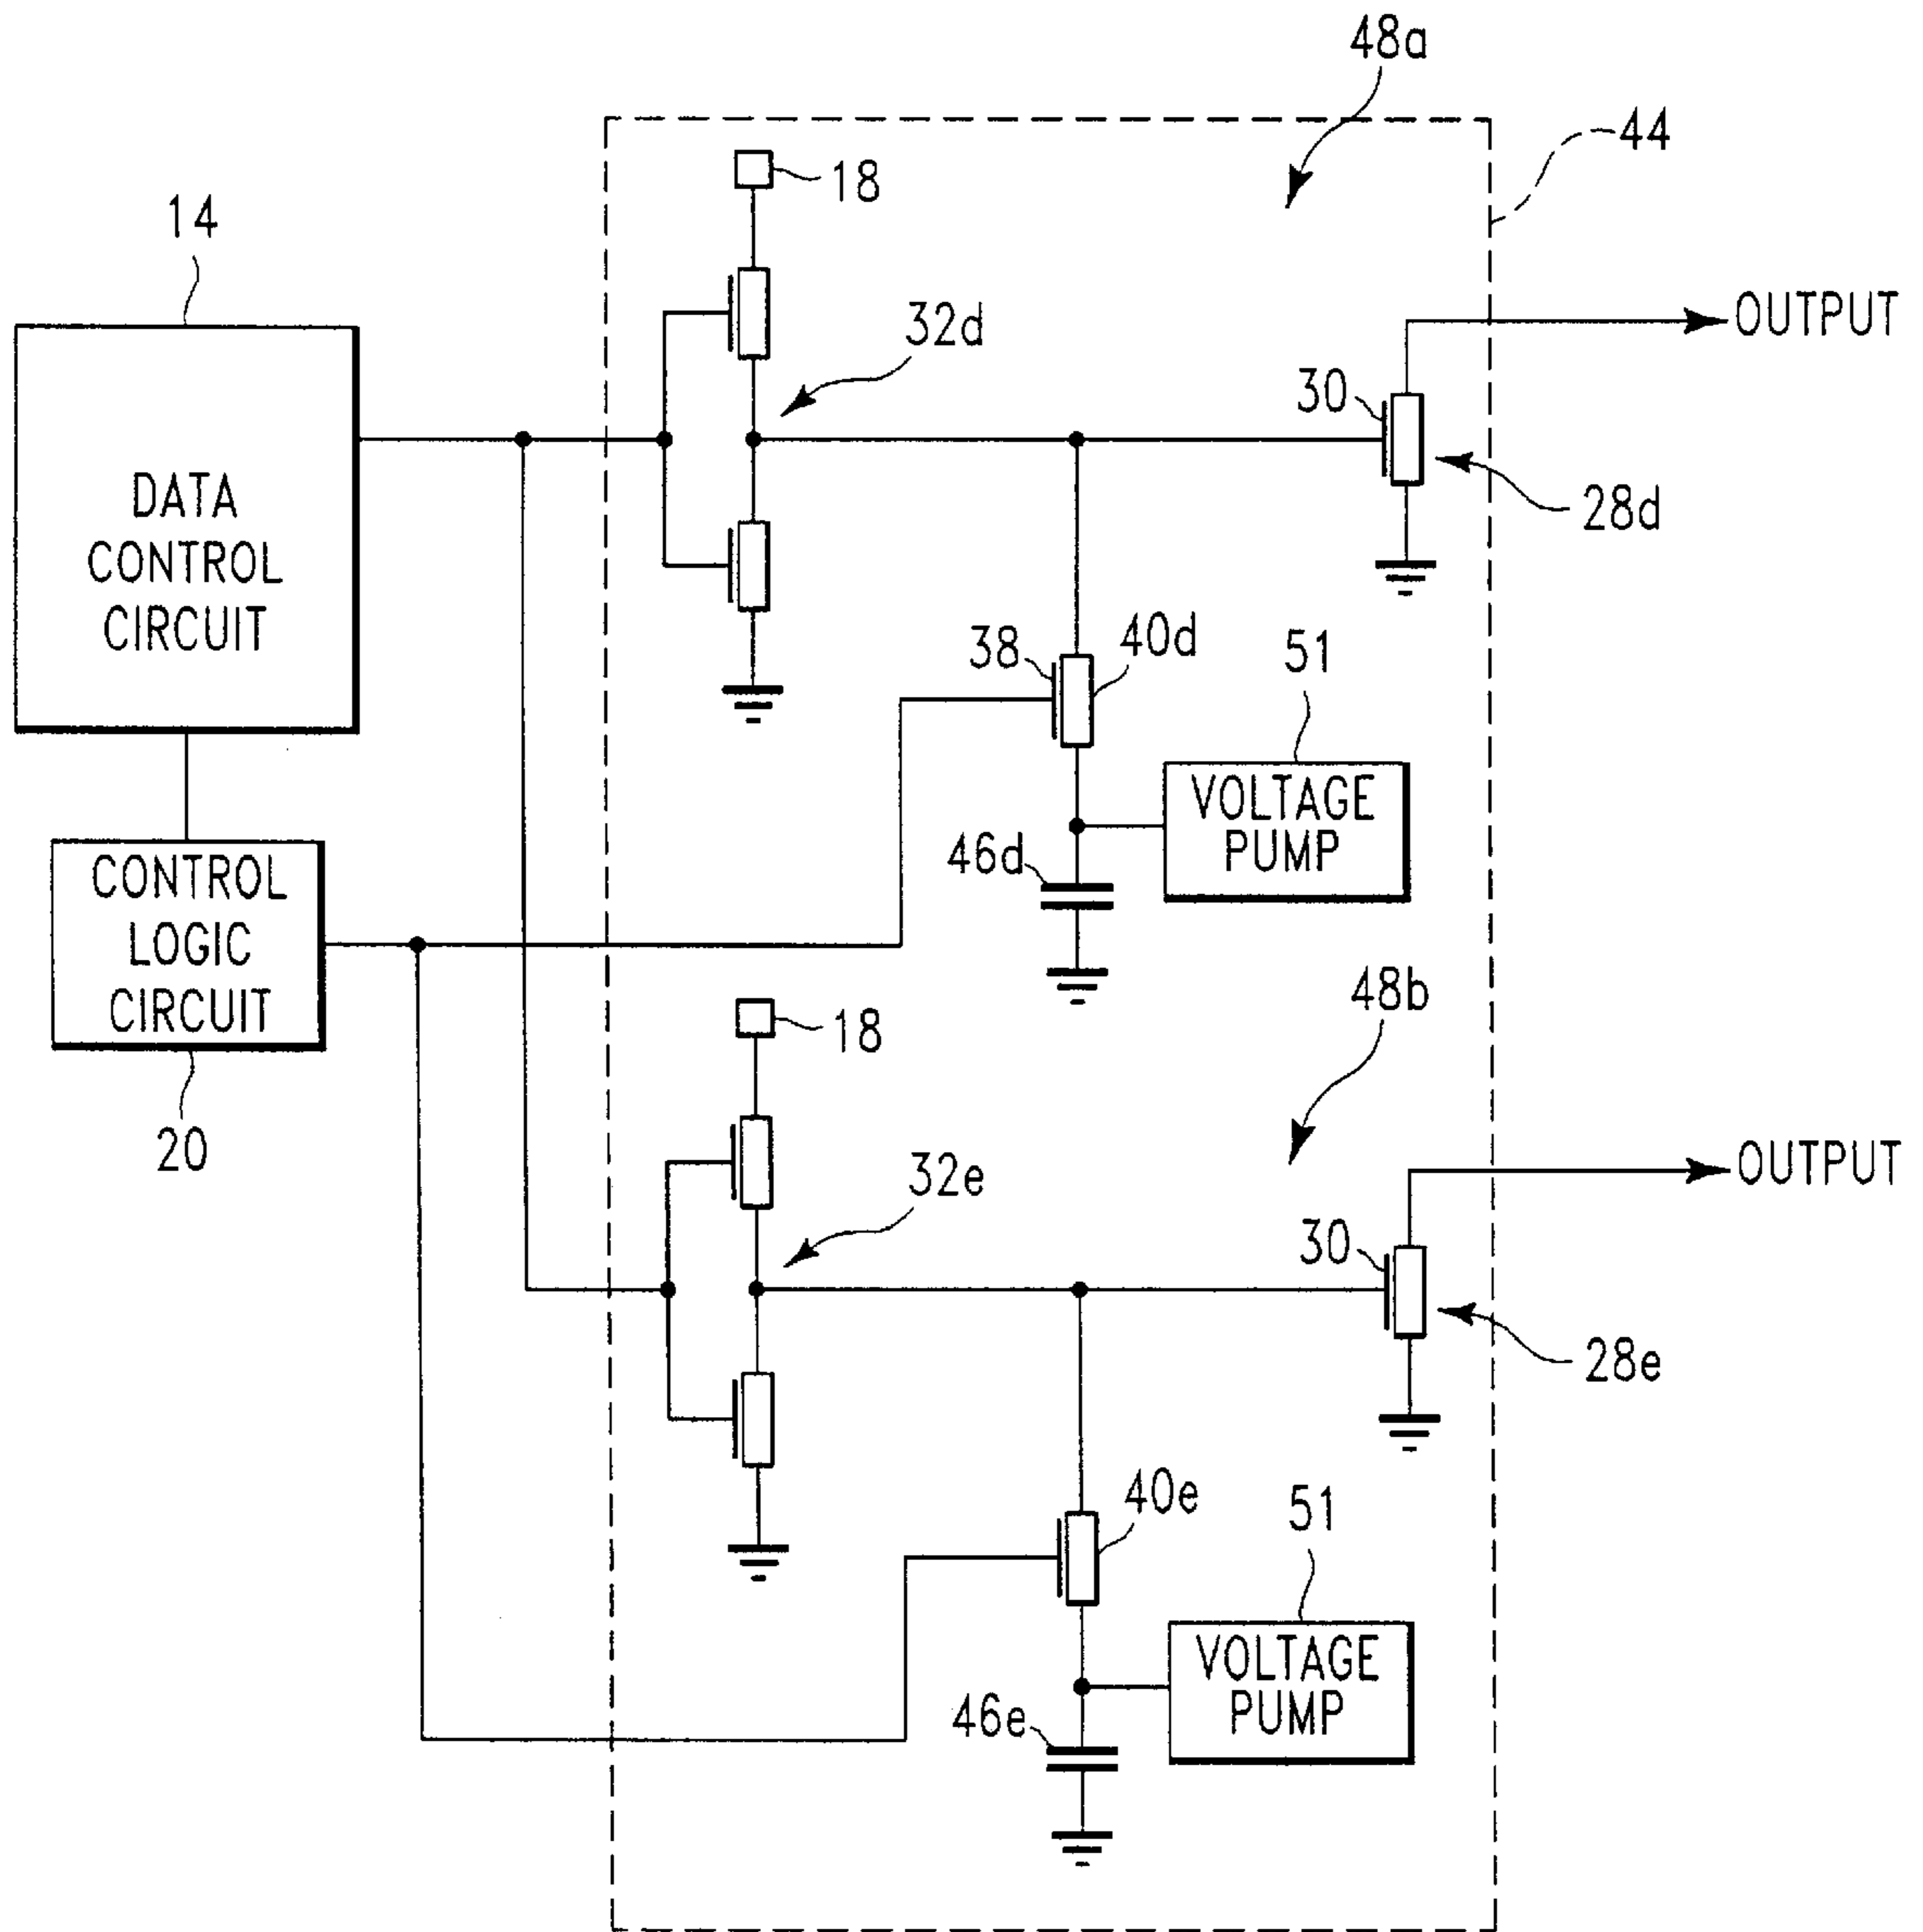 48a
44
18
14
32d
OUTPUT
30
28d
DATA
CONTROL
CIRCUIT
38
40d
51
VOLTAGE
PUMP
46d
CONTROL
LOGIC
CIRCUIT
20
48b
18
32e
OUTPUT
30
28e
40e
51
VOLTAGE
PUMP
46e